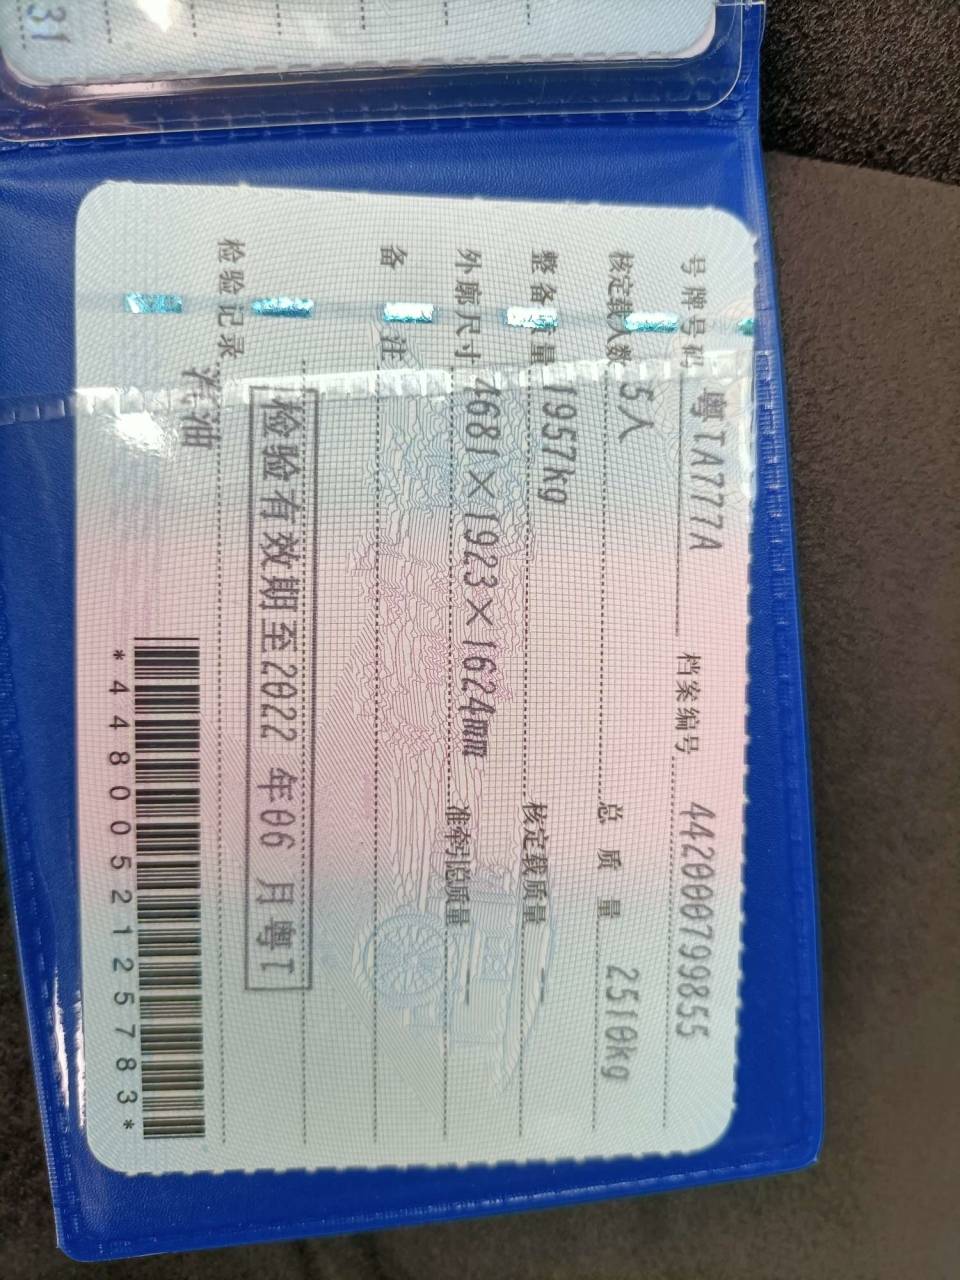 31
号牌号码 粤TA777A 档案编号 442000799855
核定载人数 5人 总质量 2510kg
整备质量 1957kg 核定载质量 --
外廓尺寸 4681×1923×1624mm 准牵引总质量 --
备注
检验有效期至2022年06月粤T
检验记录
*4480052125783*